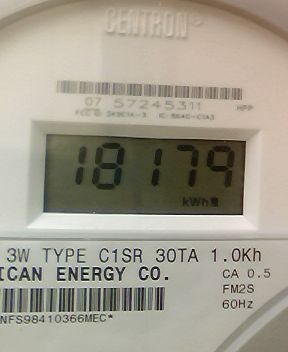 CENTRON®
07 57245311
HPP
18179
kWh
3W TYPE C1SR 30TA 1.0Kh
ICAN ENERGY CO.
CA 0.5
FM2S
60Hz
NFS98410366MEC*